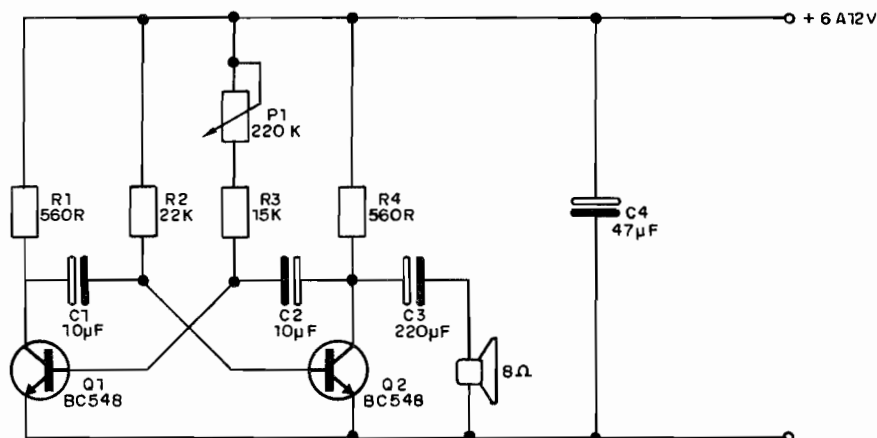 + 6 A 12V
P1
220 K
R1
560R
R2
22K
R3
15K
R4
560R
C4
47µF
C1
10µF
C2
10µF
C3
220µF
8Ω
Q1
BC548
Q2
BC548